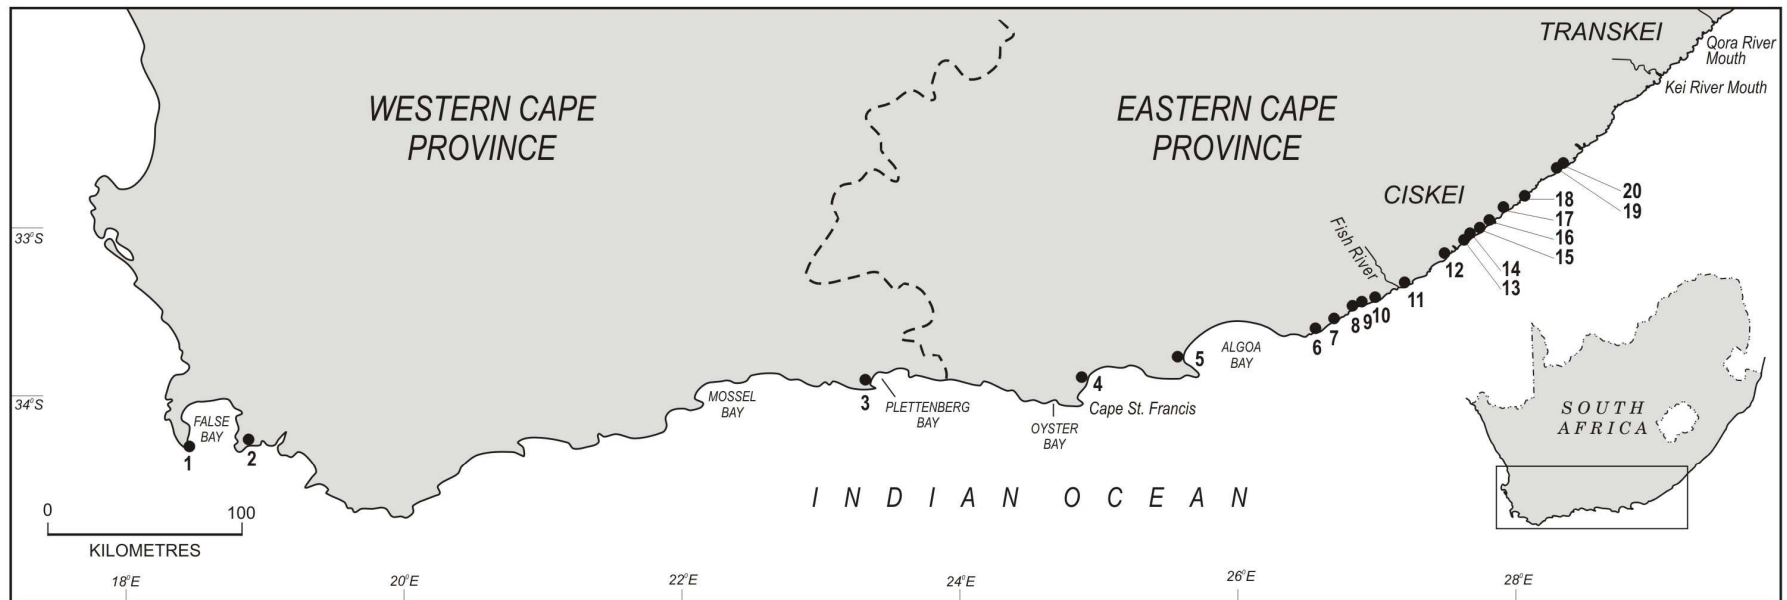 TRANSKEI
Qora River
Mouth
Kei River Mouth
WESTERN CAPE
PROVINCE
EASTERN CAPE
PROVINCE
CISKEI
Fish River
20
19
18
17
16
15
14
13
12
11
10
9
8
7
6
33°S
ALGOA
BAY
5
4
Cape St. Francis
3
PLETTENBERG
BAY
OYSTER
BAY
MOSSEL
BAY
34°S
FALSE
BAY
1
2
SOUTH
AFRICA
INDIAN OCEAN
0 100
KILOMETRES
18°E 20°E 22°E 24°E 26°E 28°E